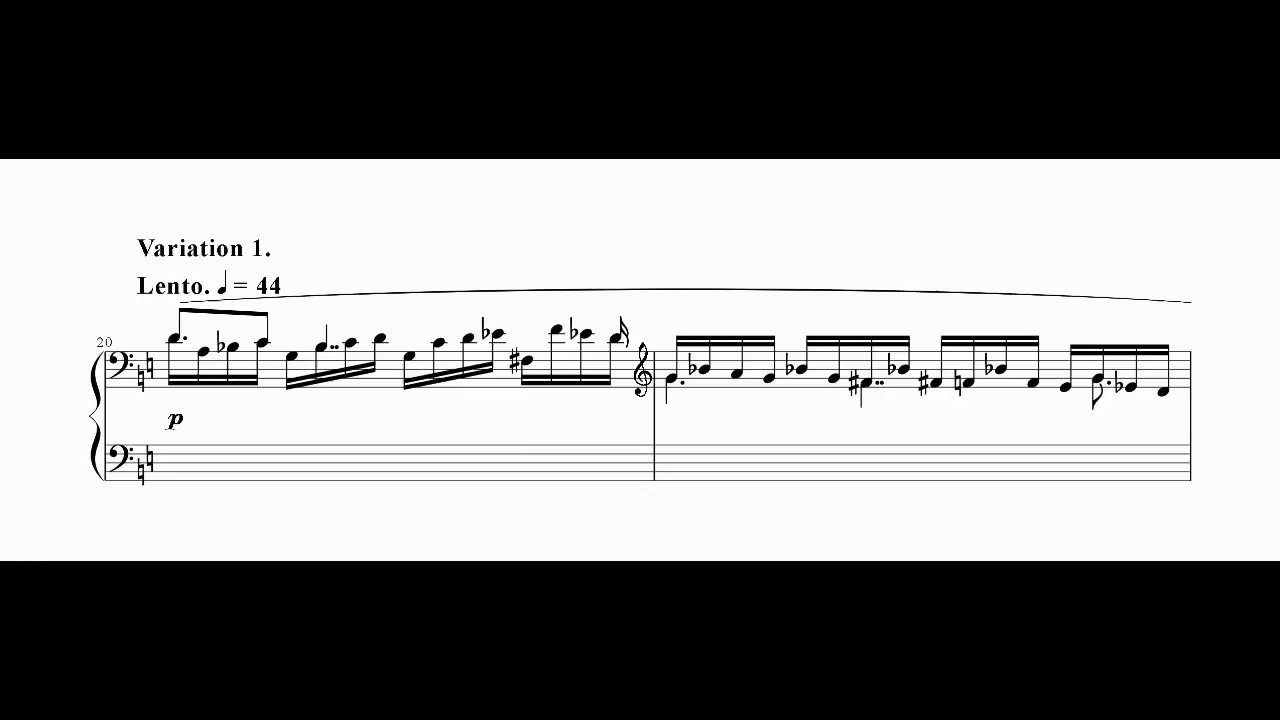 Variation 1.
Lento. ♩ = 44
20
p